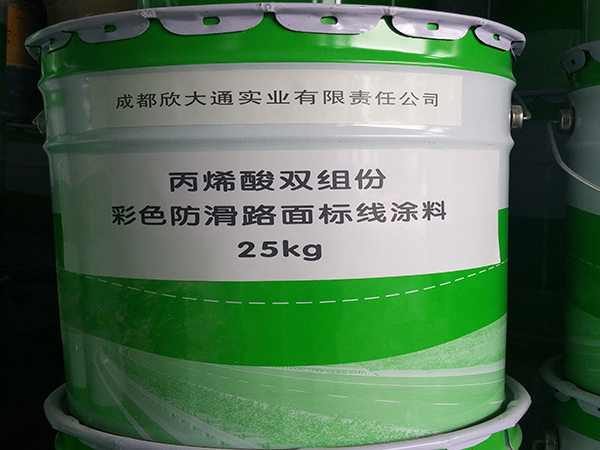 成都欣大通实业有限责任公司
丙烯酸双组份
彩色防滑路面标线涂料
25kg